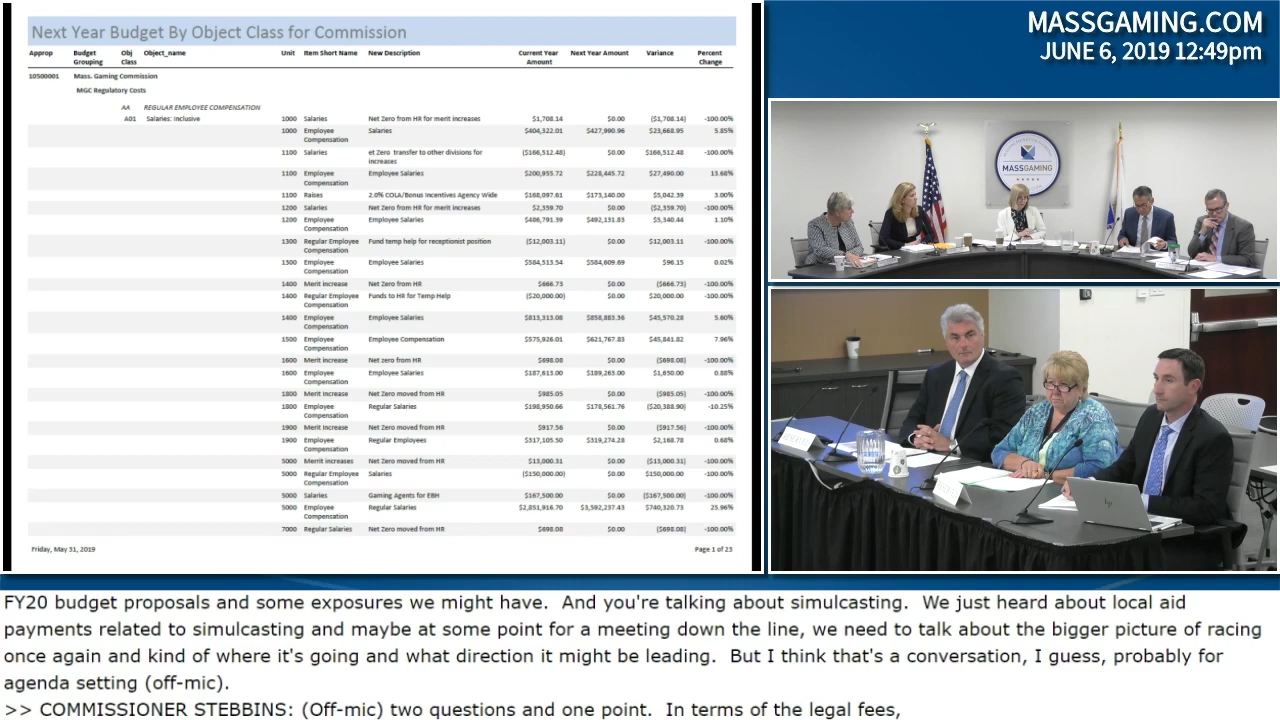 Next Year Budget By Object Class for Commission
Approp Budget Grouping Obj Class Object_name Unit Item Short Name New Description Current Year Amount Next Year Amount Variance Percent Change
10500001 Mass. Gaming Commission
MGC Regulatory Costs
AA REGULAR EMPLOYEE COMPENSATION
A01 Salaries: Inclusive 1000 Salaries Net Zero from HR for merit increases $1,708.14 $0.00 ($1,708.14) -100.00%
1000 Employee Compensation Salaries $404,322.01 $427,990.96 $23,668.95 5.85%
1100 Salaries et Zero transfer to other divisions for increases ($166,512.48) $0.00 $166,512.48 -100.00%
1100 Employee Compensation Employee Salaries $200,955.72 $228,445.72 $27,490.00 13.68%
1100 Raises 2.0% COLA/Bonus Incentives Agency Wide $168,097.61 $173,140.00 $5,042.39 3.00%
1200 Salaries Net Zero from HR for merit increases $2,359.70 $0.00 ($2,359.70) -100.00%
1200 Employee Compensation Employee Salaries $486,791.39 $492,131.83 $5,340.44 1.10%
1300 Regular Employee Compensation Fund temp help for receptionist position ($12,003.11) $0.00 $12,003.11 -100.00%
1300 Employee Compensation Employee Salaries $584,513.54 $584,609.69 $96.15 0.02%
1400 Merit increase Net Zero from HR $666.73 $0.00 ($666.73) -100.00%
1400 Regular Employee Compensation Funds to HR for Temp Help ($20,000.00) $0.00 $20,000.00 -100.00%
1400 Employee Compensation Employee Salaries $813,313.08 $858,883.36 $45,570.28 5.60%
1500 Employee Compensation Employee Compensation $575,926.01 $621,767.83 $45,841.82 7.96%
1600 Merit increase Net zero from HR $698.08 $0.00 ($698.08) -100.00%
1600 Employee Compensation Employee Salaries $187,613.00 $189,263.00 $1,650.00 0.88%
1800 Merit Increase Net Zero moved from HR $985.05 $0.00 ($985.05) -100.00%
1800 Employee Compensation Regular Salaries $198,950.66 $178,561.76 ($20,388.90) -10.25%
1900 Merit Increase Net Zero moved from HR $917.56 $0.00 ($917.56) -100.00%
1900 Employee Compensation Regular Employees $317,105.50 $319,274.28 $2,168.78 0.68%
5000 Merrit increases Net Zero moved from HR $13,000.31 $0.00 ($13,000.31) -100.00%
5000 Regular Employee Compensation Salaries ($150,000.00) $0.00 $150,000.00 -100.00%
5000 Salaries Gaming Agents for EBH $167,500.00 $0.00 ($167,500.00) -100.00%
5000 Employee Compensation Regular Salaries $2,851,916.70 $3,592,237.43 $740,320.73 25.96%
7000 Regular Salaries Net Zero moved from HR $698.08 $0.00 ($698.08) -100.00%
Friday, May 31, 2019 Page 1 of 23
MASSGAMING.COM
JUNE 6, 2019 12:49pm
MASSGAMING
hp
FY20 budget proposals and some exposures we might have. And you're talking about simulcasting. We just heard about local aid
payments related to simulcasting and maybe at some point for a meeting down the line, we need to talk about the bigger picture of racing
once again and kind of where it's going and what direction it might be leading. But I think that's a conversation, I guess, probably for
agenda setting (off-mic).
>> COMMISSIONER STEBBINS: (Off-mic) two questions and one point. In terms of the legal fees,